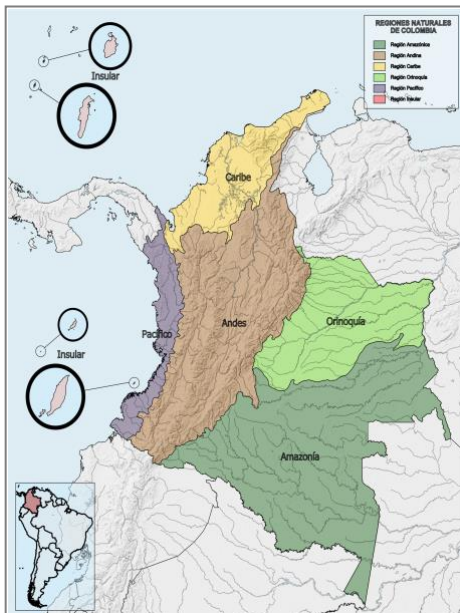 REGIONES NATURALES
DE COLOMBIA
Región Amazónica
Región Andina
Región Caribe
Región Orinoquía
Región Pacífico
Región Insular
Insular
Caribe
Pacífico
Andes
Orinoquía
Insular
Amazonía